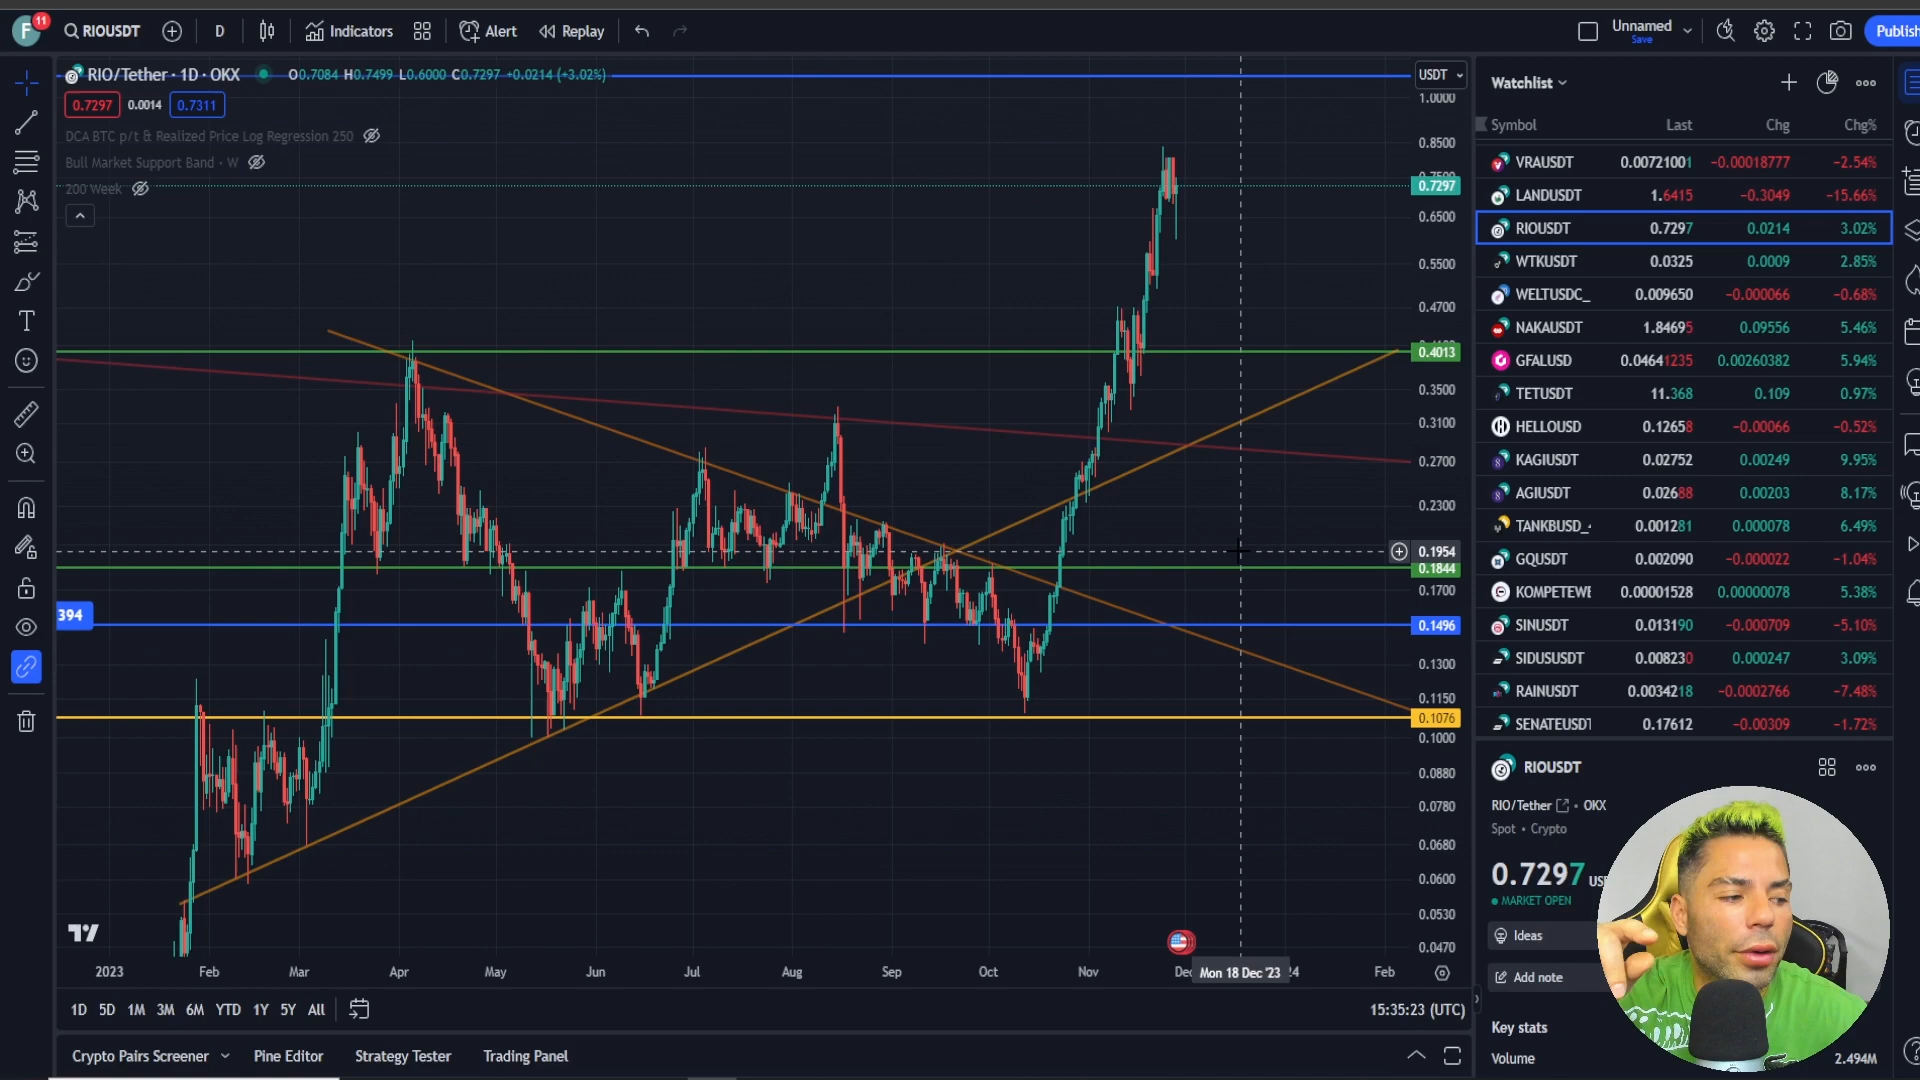 F 11 RIOUSDT D Indicators Alert Replay Unnamed Save Publish
RIO/Tether · 1D · OKX O0.7084 H0.7499 L0.6000 C0.7297 +0.0214 (+3.02%) USDT
0.7297 0.0014 0.7311
DCA BTC p/t & Realized Price Log Regression 250
Bull Market Support Band · W
200 Week
1.0000
0.8500
0.7297
0.6500
0.5500
0.4700
0.4013
0.3500
0.3100
0.2700
0.2300
0.1954
0.1844
0.1700
394
0.1496
0.1300
0.1150
0.1076
0.1000
0.0880
0.0780
0.0680
0.0600
0.0530
0.0470
2023 Feb Mar Apr May Jun Jul Aug Sep Oct Nov Dec Mon 18 Dec '23 24 Feb
1D 5D 1M 3M 6M YTD 1Y 5Y All 15:35:23 (UTC)
Crypto Pairs Screener Pine Editor Strategy Tester Trading Panel
Watchlist
Symbol Last Chg Chg%
VRAUSDT 0.00721001 −0.00018777 −2.54%
LANDUSDT 1.6415 −0.3049 −15.66%
RIOUSDT 0.7297 0.0214 3.02%
WTKUSDT 0.0325 0.0009 2.85%
WELTUSDC_ 0.009650 −0.000066 −0.68%
NAKAUSDT 1.84695 0.09556 5.46%
GFALUSD 0.04641235 0.00260382 5.94%
TETUSDT 11.368 0.109 0.97%
HELLOUSD 0.12658 −0.00066 −0.52%
KAGIUSDT 0.02752 0.00249 9.95%
AGIUSDT 0.02688 0.00203 8.17%
TANKBUSD_ 0.001281 0.000078 6.49%
GQUSDT 0.002090 −0.000022 −1.04%
KOMPETEWE 0.00001528 0.00000078 5.38%
SINUSDT 0.013190 −0.000709 −5.10%
SIDUSUSDT 0.008230 0.000247 3.09%
RAINUSDT 0.0034218 −0.0002766 −7.48%
SENATEUSDT 0.17612 −0.00309 −1.72%
RIOUSDT
RIO/Tether • OKX
Spot • Crypto
0.7297
MARKET OPEN
Ideas
Add note
Key stats
Volume 2.494M